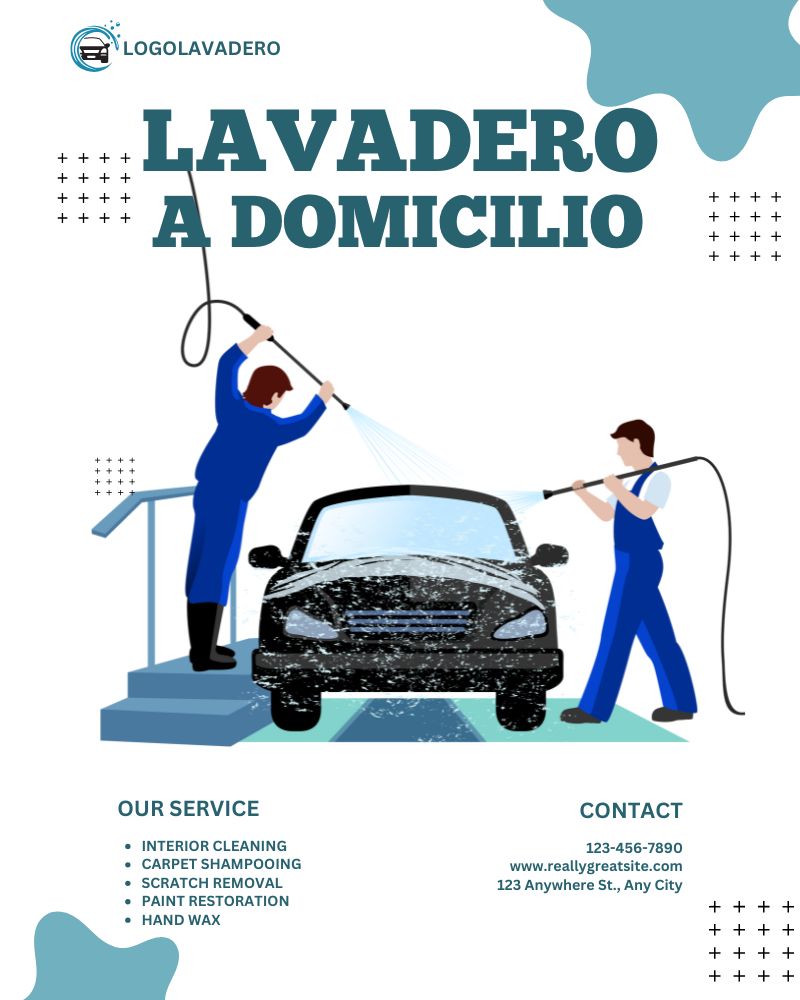 LOGOLAVADERO
LAVADERO
A DOMICILIO
OUR SERVICE
• INTERIOR CLEANING
• CARPET SHAMPOOING
• SCRATCH REMOVAL
• PAINT RESTORATION
• HAND WAX
CONTACT
123-456-7890
www.reallygreatsite.com
123 Anywhere St., Any City